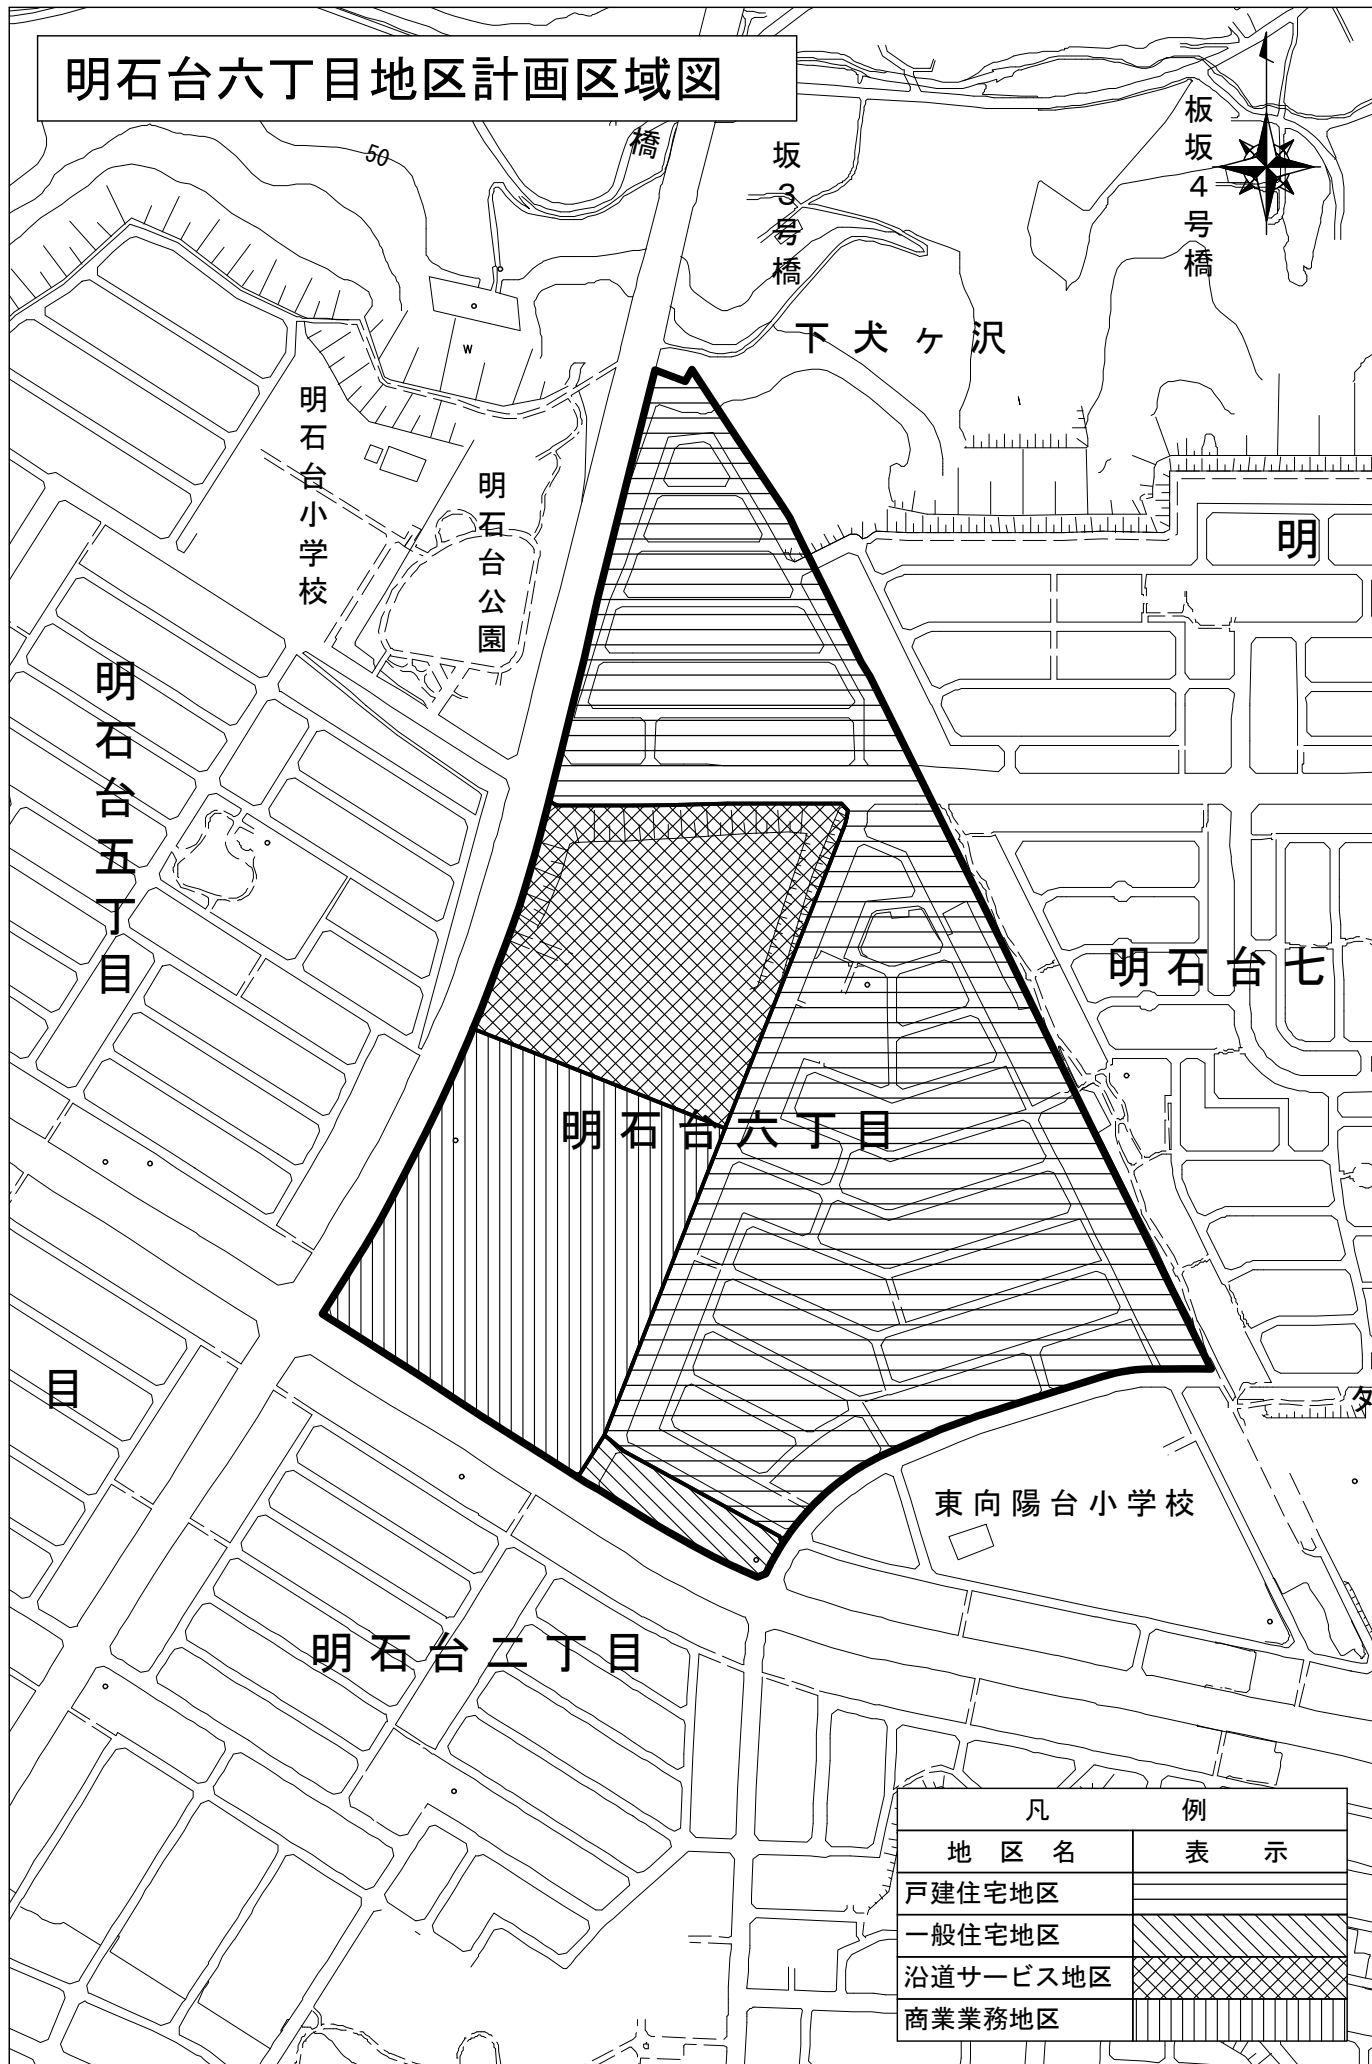 明石台六丁目地区計画区域図
50
橋
坂3号橋
板坂4号橋
下犬ヶ沢
w
明石台小学校
明石台公園
明
明石台五丁目
明石台七
明石台六丁目
目
東向陽台小学校
明石台二丁目
凡例
地区名 表示
戸建住宅地区
一般住宅地区
沿道サービス地区
商業業務地区